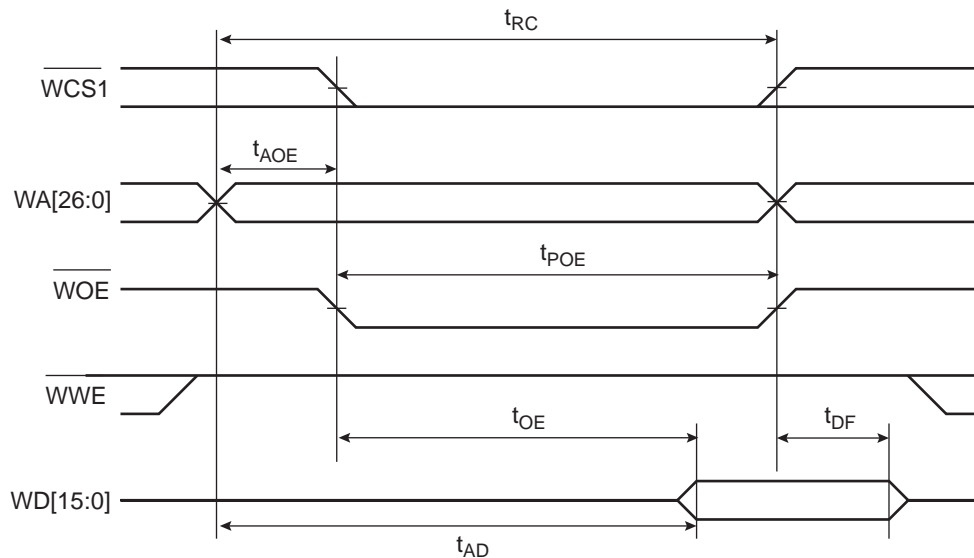 tRC
WCS1
tAOE
WA[26:0]
tPOE
WOE
WWE
tOE
tDF
WD[15:0]
tAD